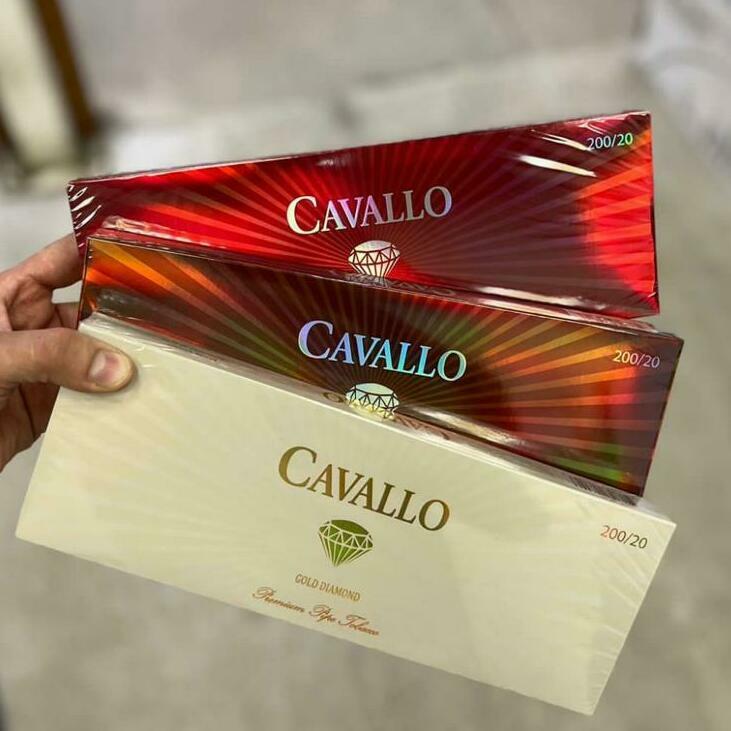 CAVALLO
200/20
CAVALLO
200/20
CAVALLO
200/20
GOLD DIAMOND
Premium Pipe Tobacco